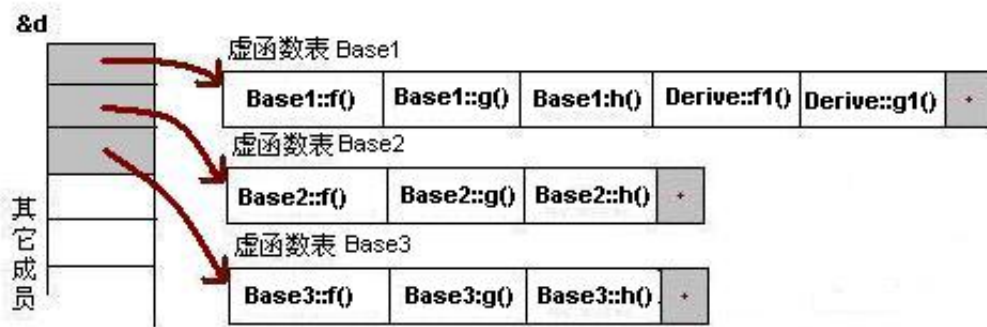 &d
虚函数表 Base1
Base1::f() Base1::g() Base1:h() Derive::f1() Derive::g1()
虚函数表 Base2
Base2::f() Base2::g() Base2::h()
虚函数表 Base3
Base3::f() Base3:g() Base3::h()
其它成员